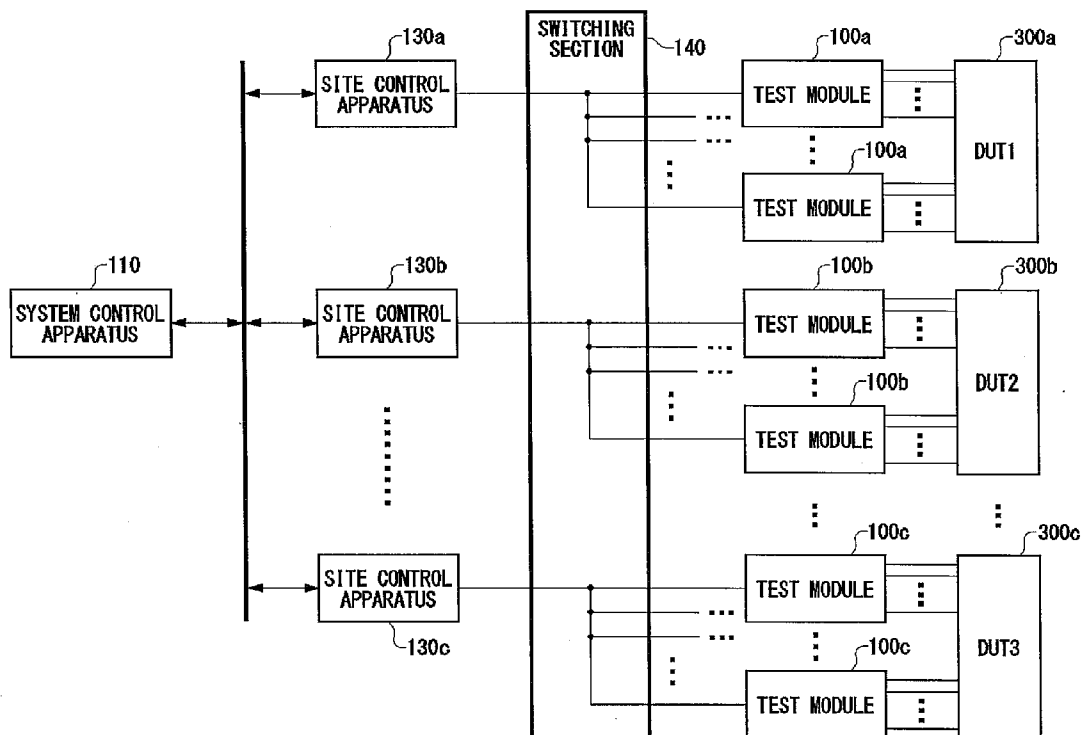 SWITCHING
SECTION
140
130a
SITE CONTROL
APPARATUS
100a
TEST MODULE
300a
DUT1
100a
TEST MODULE
110
SYSTEM CONTROL
APPARATUS
130b
SITE CONTROL
APPARATUS
100b
TEST MODULE
300b
DUT2
100b
TEST MODULE
SITE CONTROL
APPARATUS
130c
100c
TEST MODULE
300c
DUT3
100c
TEST MODULE